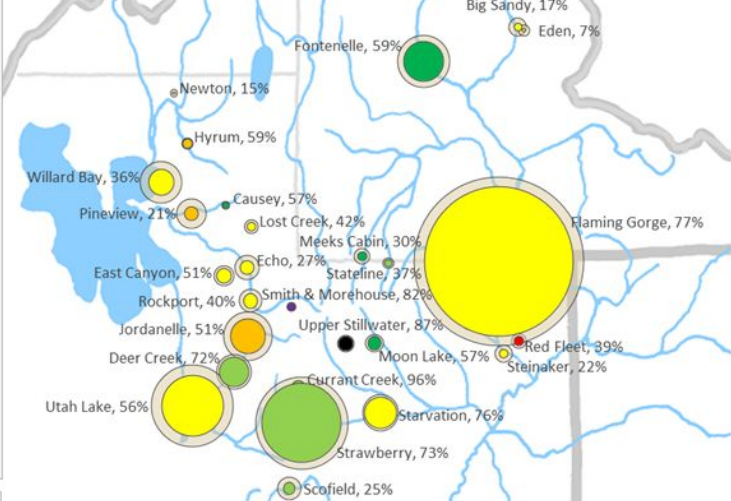 Big Sandy, 17%
Eden, 7%
Fontenelle, 59%
Newton, 15%
Hyrum, 59%
Willard Bay, 36%
Causey, 57%
Pineview, 21%
Lost Creek, 42%
Flaming Gorge, 77%
Meeks Cabin, 30%
Echo, 27%
East Canyon, 51%
Stateline, 37%
Smith & Morehouse, 82%
Rockport, 40%
Upper Stillwater, 87%
Jordanelle, 51%
Red Fleet, 39%
Moon Lake, 57%
Deer Creek, 72%
Steinaker, 22%
Currant Creek, 96%
Utah Lake, 56%
Starvation, 76%
Strawberry, 73%
Scofield, 25%